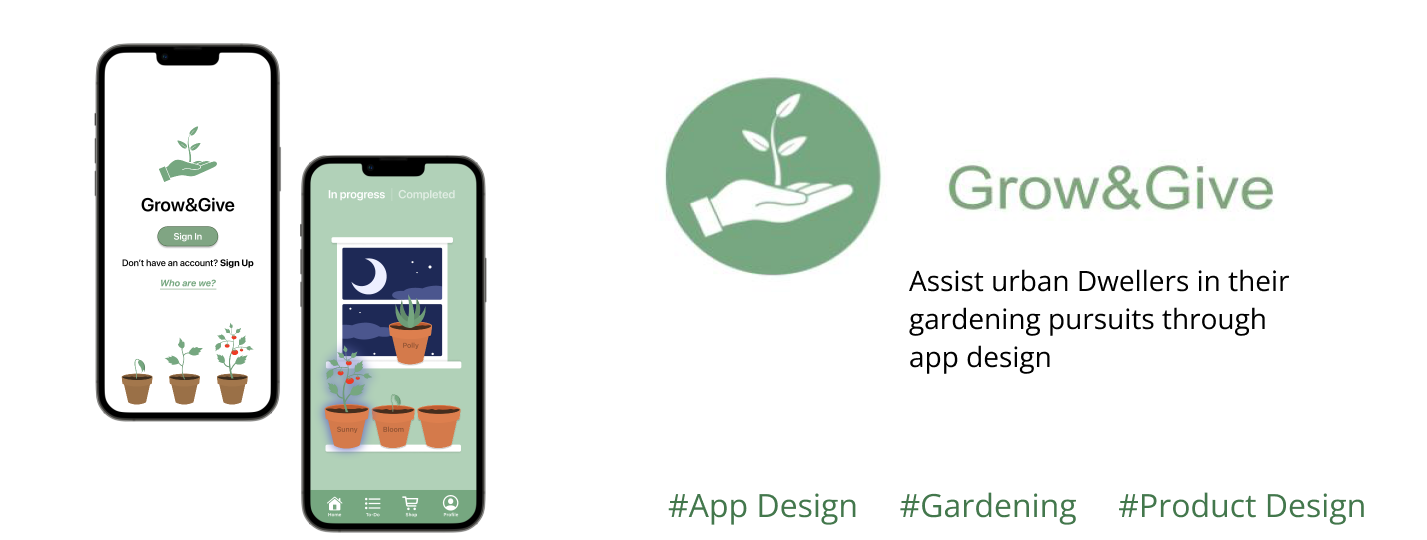 Grow&Give
Sign In
Don't have an account? Sign Up
Who are we?
In progress | Completed
Polly
Sunny
Bloom
Home
To-Do
Shop
Profile
Grow&Give
Assist urban Dwellers in their
gardening pursuits through
app design
#App Design #Gardening #Product Design